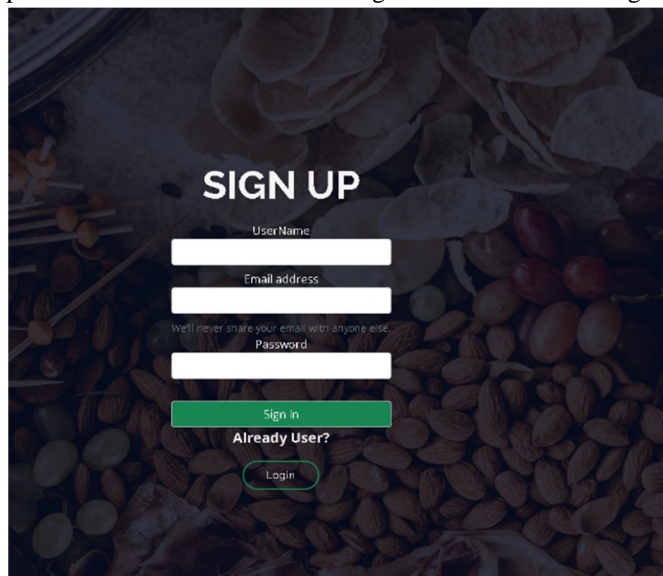 SIGN UP
UserName
Email address
We'll never share your email with anyone else.
Password
Sign In
Already User?
Login